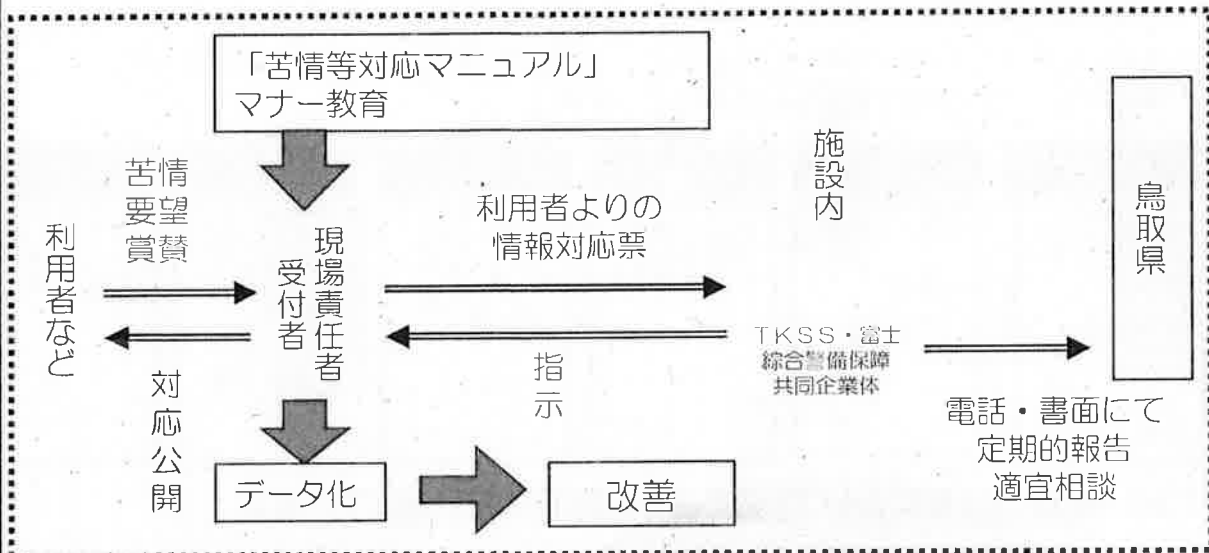 「苦情等対応マニュアル」
マナー教育
苦情
要望
賞賛
利用者など
現場責任者
受付者
利用者よりの
情報対応票
施設内
鳥取県
対応公開
指示
TKSS・富士
綜合警備保障
共同企業体
電話・書面にて
定期的報告
適宜相談
データ化
改善